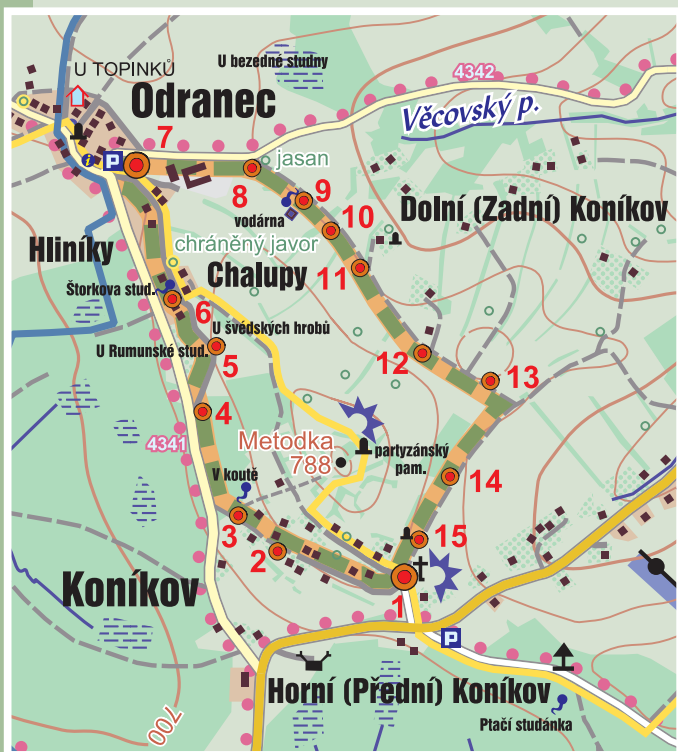 U TOPINKŮ
U bezedné studny
4342
Odranec
Věcovský p.
7
i
P
jasan
8
9
vodárna
10
Dolní (Zadní) Koníkov
Hliníky
chráněný javor
Chalupy
11
Štorkova stud.
6
U švédských hrobů
U Rumunské stud.
5
12
13
4
4341
Metodka
788
partyzánský
pam.
V koutě
14
3
2
15
1
Koníkov
P
Horní (Přední) Koníkov
Ptačí studánka
700